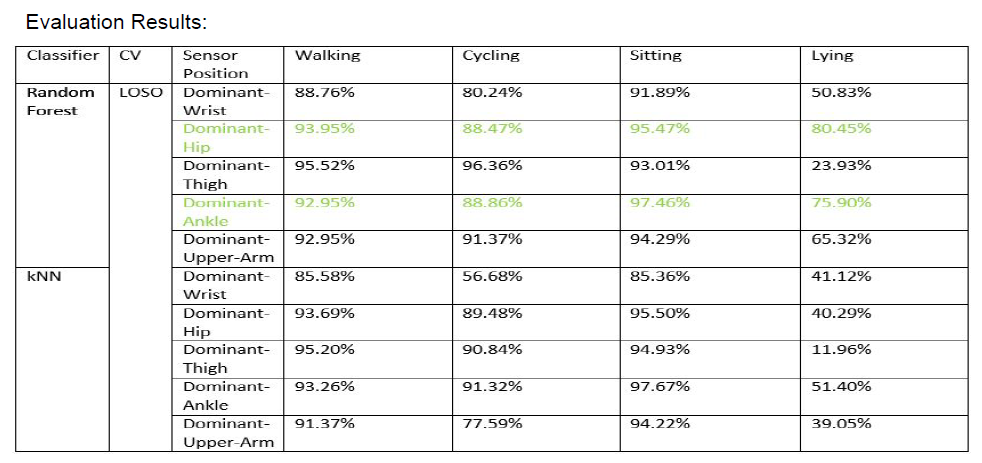 Evaluation Results:
Classifier CV Sensor Position Walking Cycling Sitting Lying
Random Forest LOSO Dominant-Wrist 88.76% 80.24% 91.89% 50.83%
Dominant-Hip 93.95% 88.47% 95.47% 80.45%
Dominant-Thigh 95.52% 96.36% 93.01% 23.93%
Dominant-Ankle 92.95% 88.86% 97.46% 75.90%
Dominant-Upper-Arm 92.95% 91.37% 94.29% 65.32%
kNN Dominant-Wrist 85.58% 56.68% 85.36% 41.12%
Dominant-Hip 93.69% 89.48% 95.50% 40.29%
Dominant-Thigh 95.20% 90.84% 94.93% 11.96%
Dominant-Ankle 93.26% 91.32% 97.67% 51.40%
Dominant-Upper-Arm 91.37% 77.59% 94.22% 39.05%